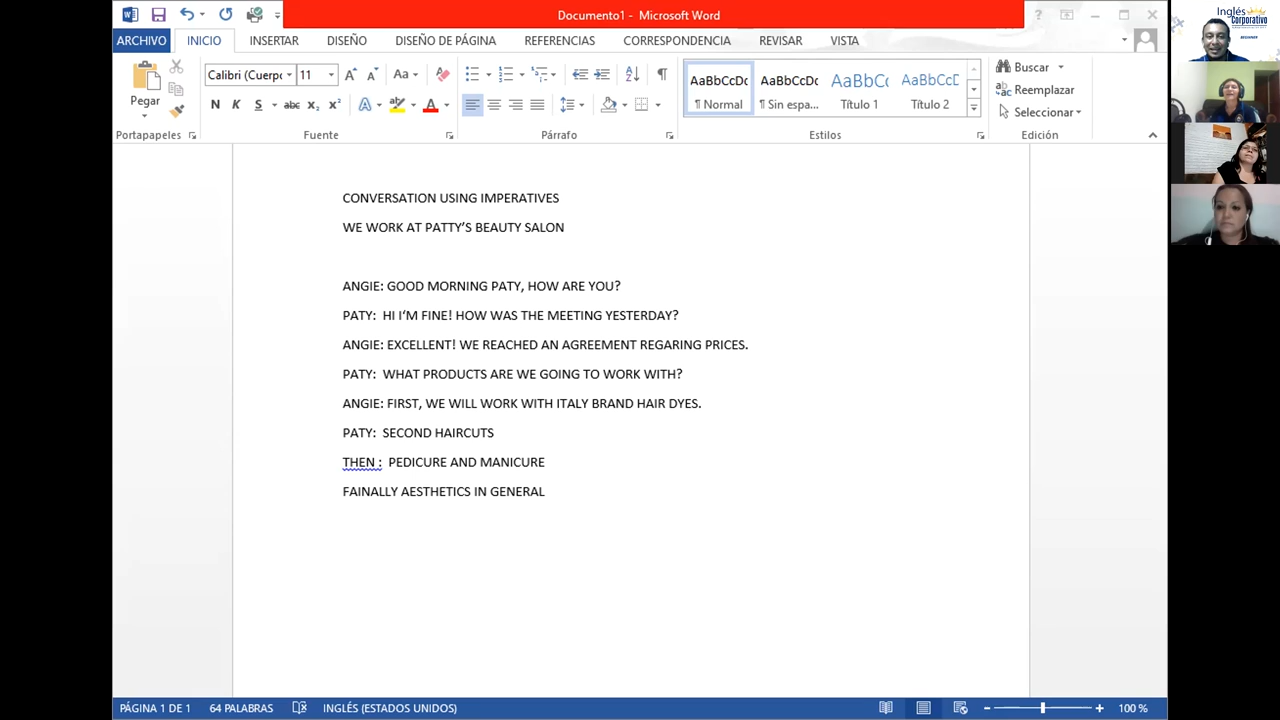 Documento1 - Microsoft Word
Inglés
Corporativo
ARCHIVO INICIO INSERTAR DISEÑO DISEÑO DE PÁGINA REFERENCIAS CORRESPONDENCIA REVISAR VISTA
Calibri (Cuerpo 11
Pegar
N K S abc x₂ x²
AaBbCcDc AaBbCcDc AaBbCc AaBbCcD
¶ Normal ¶ Sin espa... Título 1 Título 2
Buscar
Reemplazar
Seleccionar
Portapapeles Fuente Párrafo Estilos Edición
CONVERSATION USING IMPERATIVES
WE WORK AT PATTY'S BEAUTY SALON
ANGIE: GOOD MORNING PATY, HOW ARE YOU?
PATY: HI I'M FINE! HOW WAS THE MEETING YESTERDAY?
ANGIE: EXCELLENT! WE REACHED AN AGREEMENT REGARING PRICES.
PATY: WHAT PRODUCTS ARE WE GOING TO WORK WITH?
ANGIE: FIRST, WE WILL WORK WITH ITALY BRAND HAIR DYES.
PATY: SECOND HAIRCUTS
THEN : PEDICURE AND MANICURE
FAINALLY AESTHETICS IN GENERAL
PÁGINA 1 DE 1 64 PALABRAS INGLÉS (ESTADOS UNIDOS) 100 %